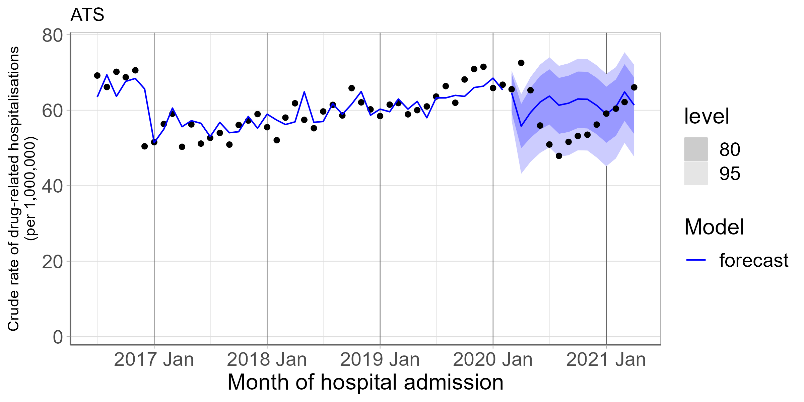 ATS
Crude rate of drug-related hospitalisations
(per 1,000,000)
80
60
40
20
0
2017 Jan
2018 Jan
2019 Jan
2020 Jan
2021 Jan
Month of hospital admission
level
80
95
Model
forecast